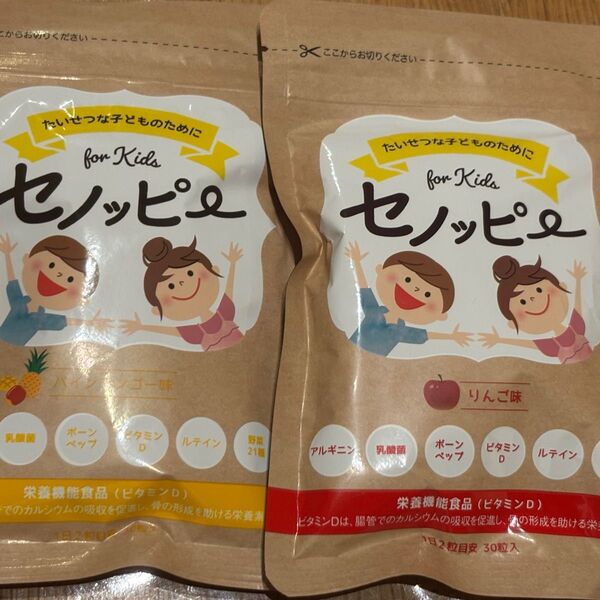 ここからお切りください
たいせつな子どものために
for Kids
セノッピー
パイン
ンゴー味
乳酸菌
ボーン
ペップ
ビタミン
D
ルテイン
野菜
栄養機能食品(ビタミンD)
でのカルシウムの吸収を促進し、骨の形成を助ける栄養素
ここからお切りください
たいせつな子どものために
for Kids
セノッピー
りんご味
アルギニン
乳酸菌
ボーン
ペップ
ビタミン
D
ルテイン
栄養機能食品(ビタミンD)
ビタミンDは、腸管でのカルシウムの吸収を促進し、骨の形成を助ける栄養
1日2粒目安 30粒入